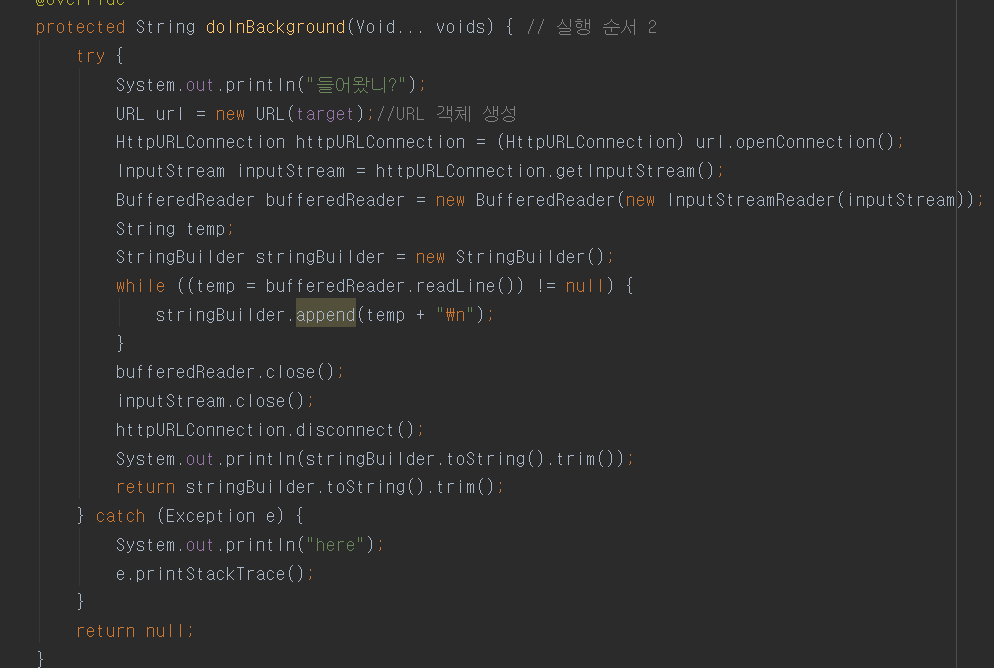 @Override
protected String doInBackground(Void... voids) { // 실행 순서 2
try {
System.out.println("들어왔니?");
URL url = new URL(target);//URL 객체 생성
HttpURLConnection httpURLConnection = (HttpURLConnection) url.openConnection();
InputStream inputStream = httpURLConnection.getInputStream();
BufferedReader bufferedReader = new BufferedReader(new InputStreamReader(inputStream));
String temp;
StringBuilder stringBuilder = new StringBuilder();
while ((temp = bufferedReader.readLine()) != null) {
stringBuilder.append(temp + "₩n");
}
bufferedReader.close();
inputStream.close();
httpURLConnection.disconnect();
System.out.println(stringBuilder.toString().trim());
return stringBuilder.toString().trim();
} catch (Exception e) {
System.out.println("here");
e.printStackTrace();
}
return null;
}